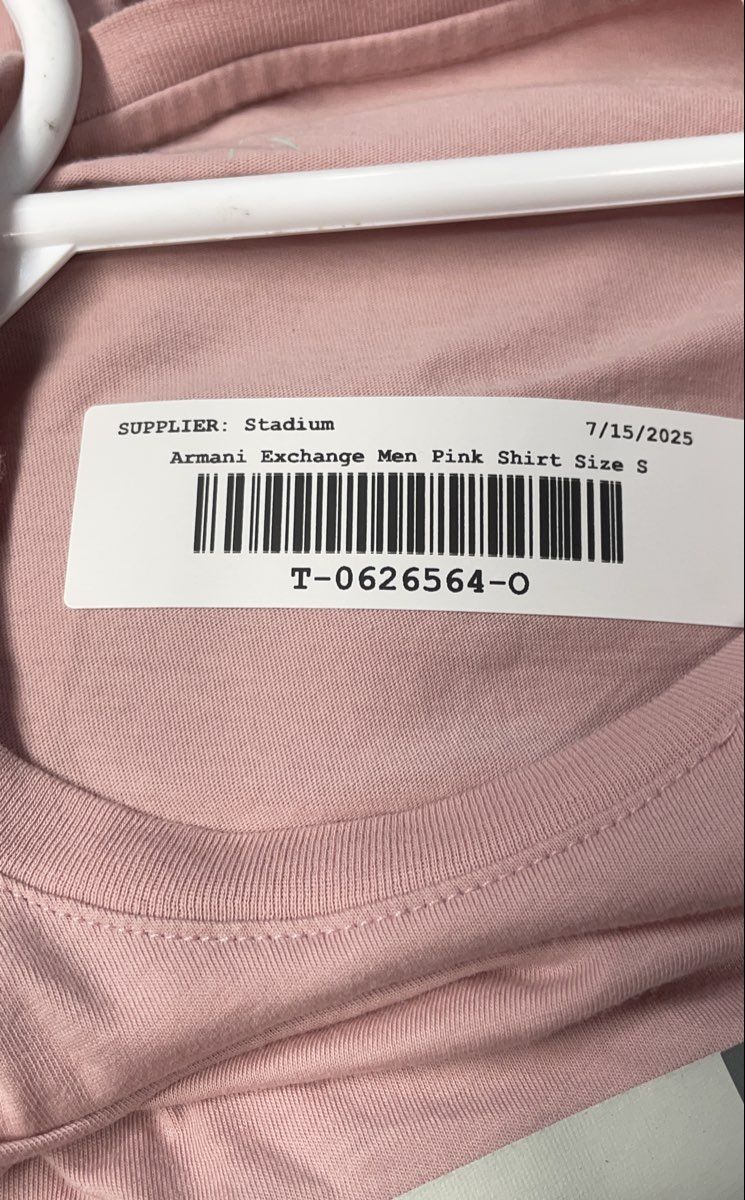 SUPPLIER: Stadium 7/15/2025
Armani Exchange Men Pink Shirt Size S
T-0626564-O